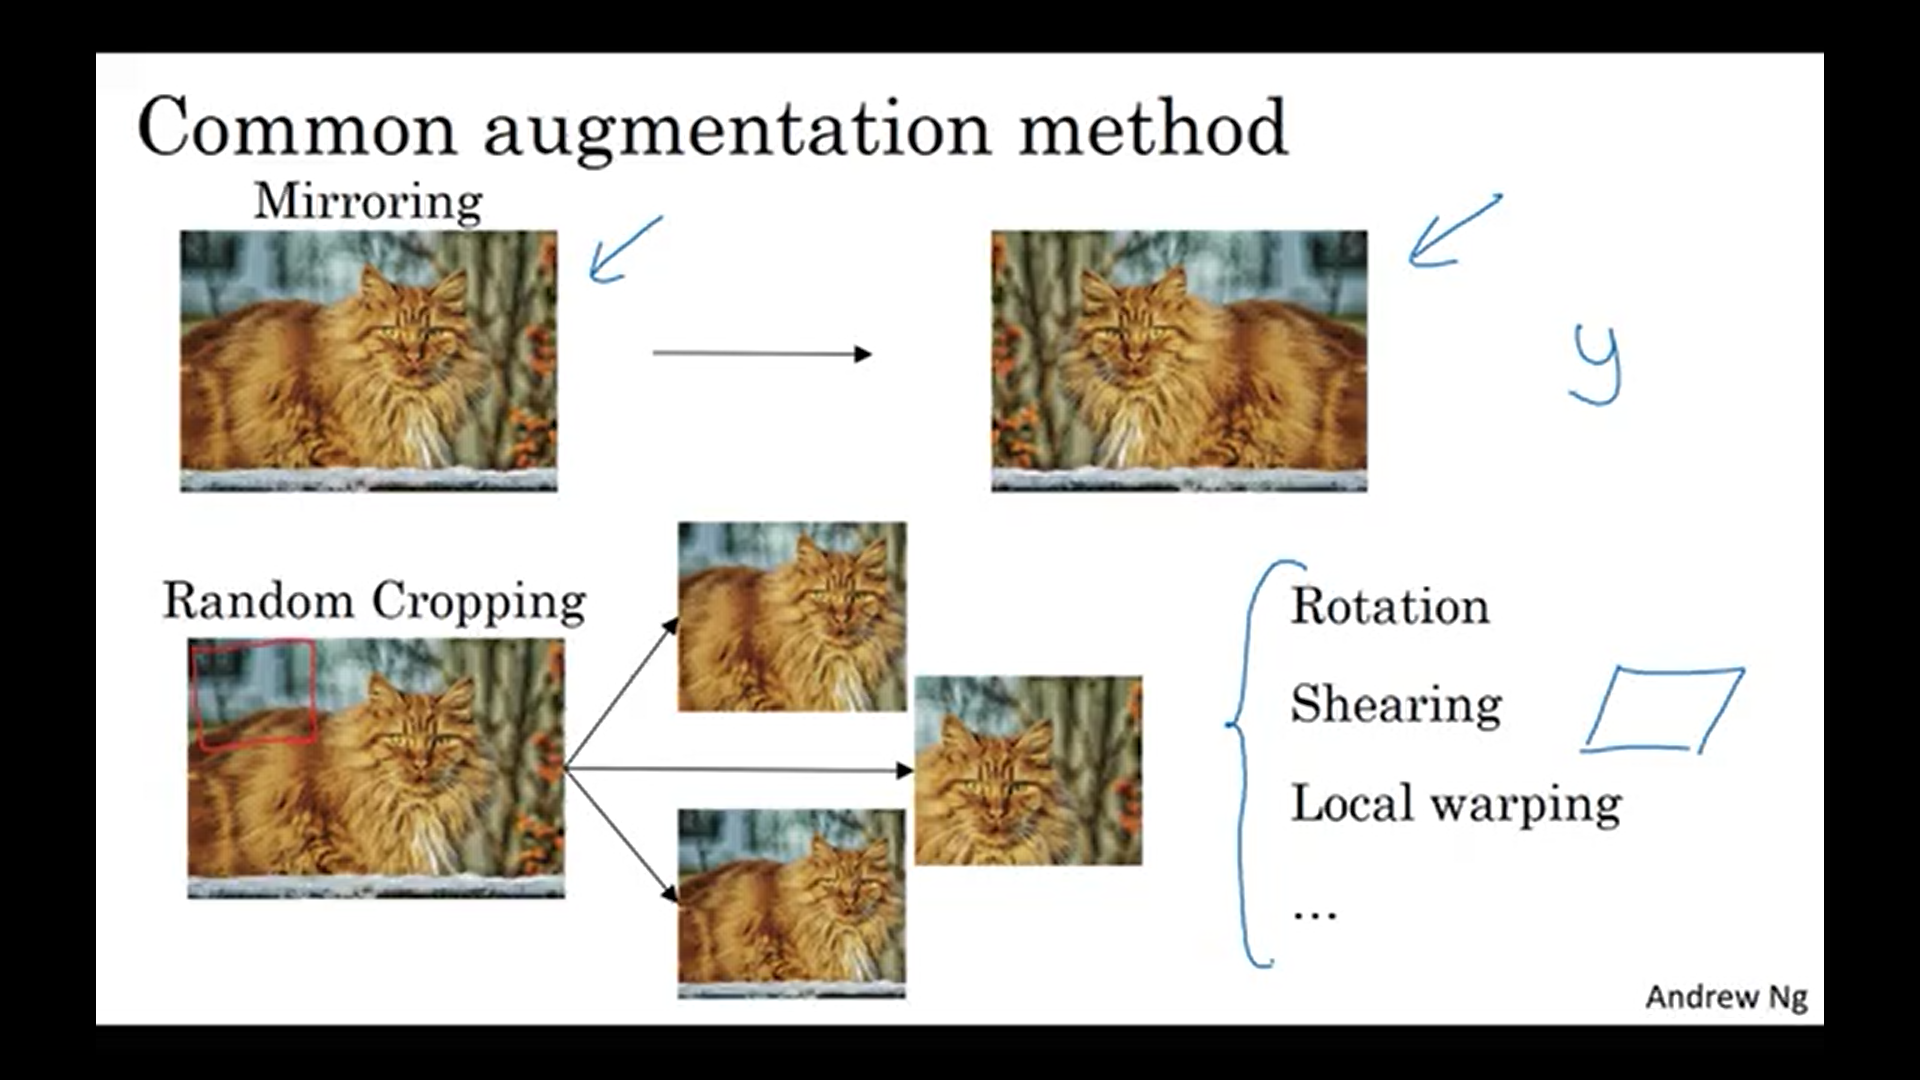 Common augmentation method
Mirroring
y
Random Cropping
Rotation
Shearing
Local warping
...
Andrew Ng